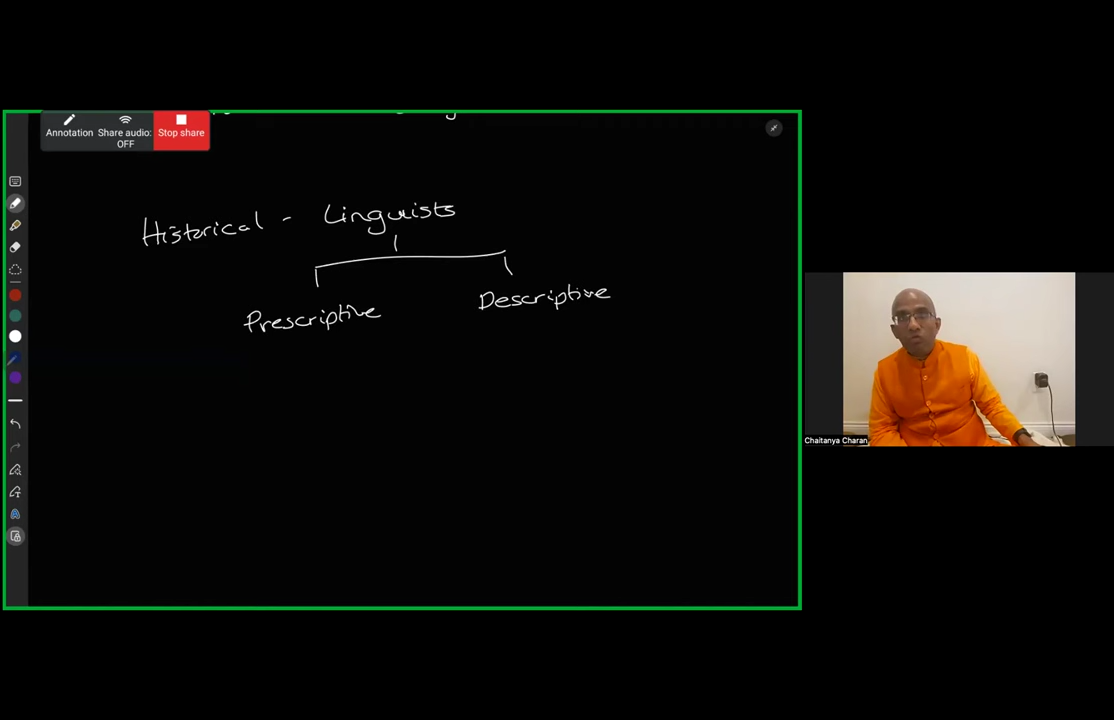 Annotation
Share audio:
OFF
Stop share
Historical - Linguists
Prescriptive
Descriptive
Chaitanya Charan